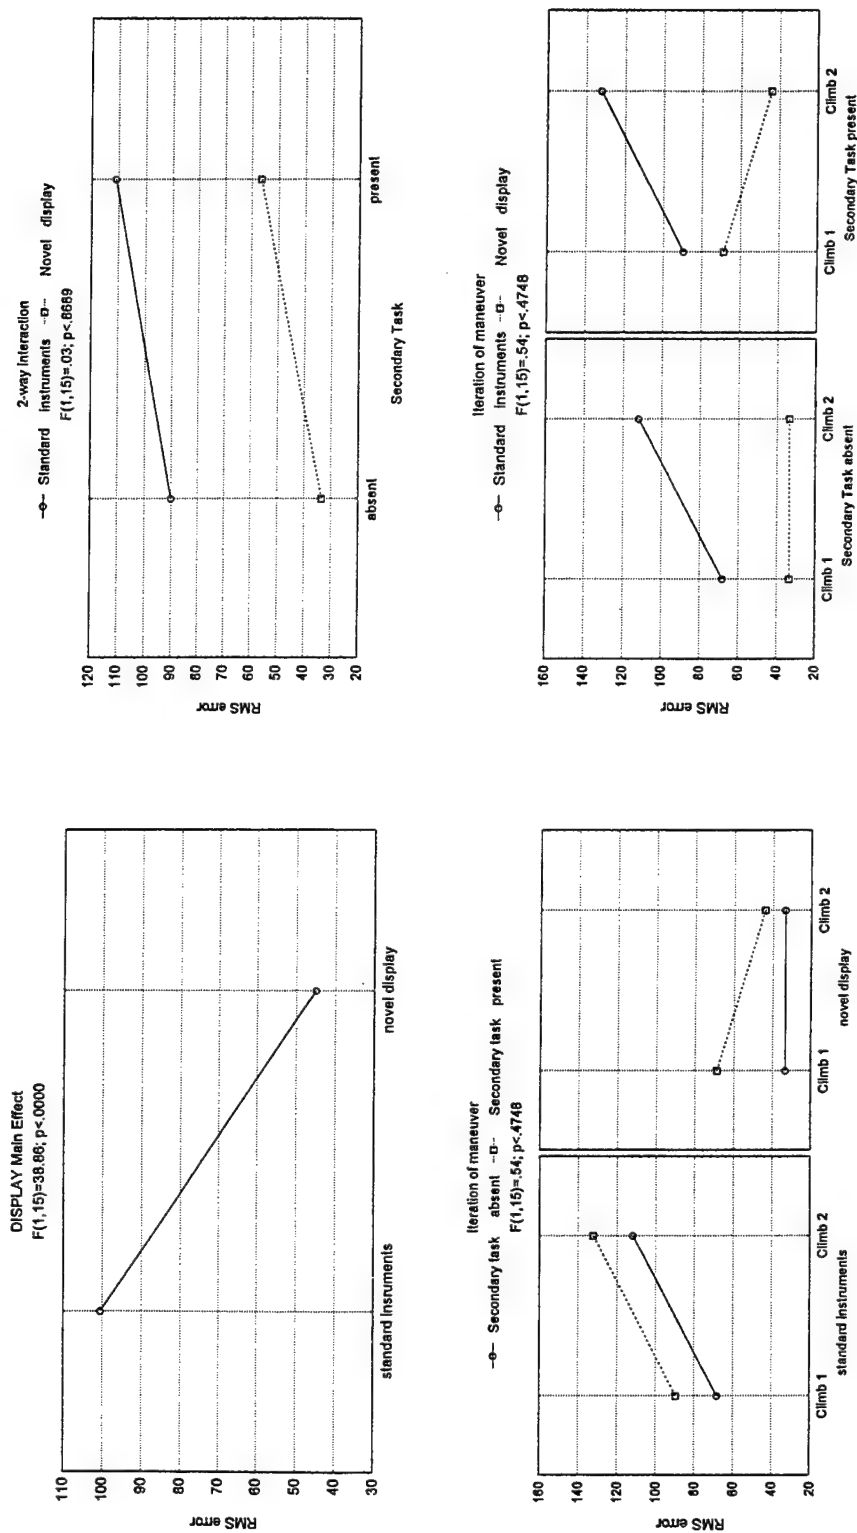 DISPLAY Main Effect
F(1,15)=38.86; p<.0000
RMS error
110
100
90
80
70
60
50
40
30
standard Insruments
novel display
2-way interaction
Standard instruments Novel display
F(1,15)=.03; p<.8689
RMS error
120
110
100
90
80
70
60
50
40
30
20
absent
present
Secondary Task
Iteration of maneuver
Secondary task absent Secondary task present
F(1,15)=.54; p<.4748
RMS error
160
140
120
100
80
60
40
20
Climb 1
Climb 2
standard instruments
Climb 1
Climb 2
novel display
Iteration of maneuver
Standard instruments Novel display
F(1,15)=.54; p<.4748
RMS error
160
140
120
100
80
60
40
20
Climb 1
Climb 2
Secondary Task absent
Climb 1
Climb 2
Secondary Task present